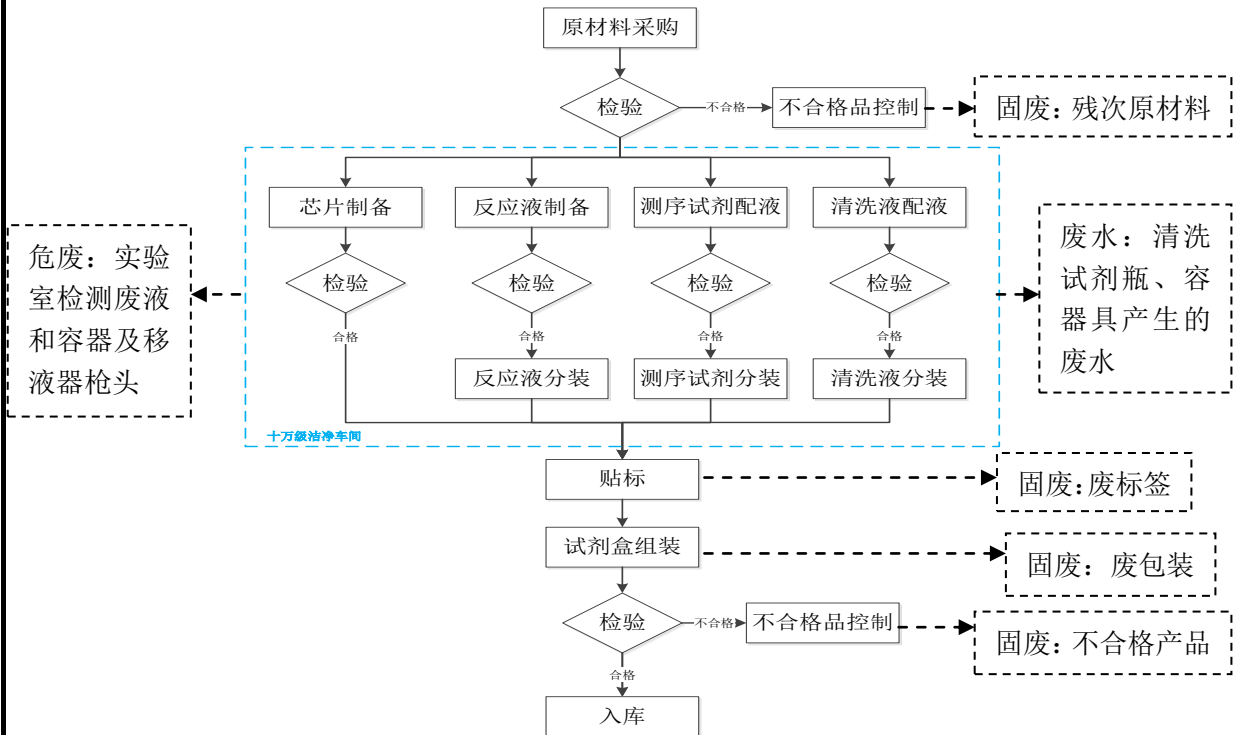 原材料采购
检验
不合格
不合格品控制
固废：残次原材料
芯片制备
反应液制备
测序试剂配液
清洗液配液
危废：实验
室检测废液
和容器及移
液器枪头
检验
检验
检验
检验
废水：清洗
试剂瓶、容
器具产生的
废水
合格
合格
合格
合格
反应液分装
测序试剂分装
清洗液分装
十万级洁净车间
贴标
固废：废标签
试剂盒组装
固废：废包装
检验
不合格
不合格品控制
固废：不合格产品
合格
入库